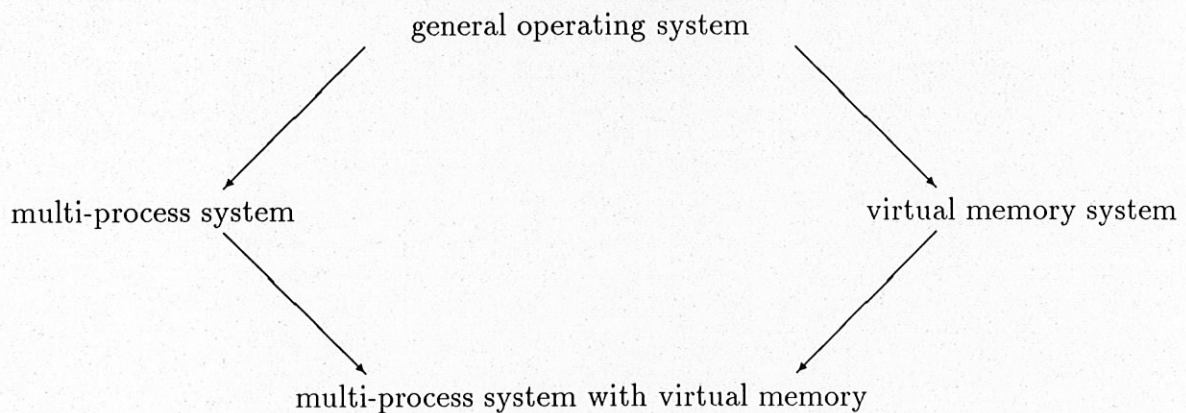 general operating system
multi-process system
virtual memory system
multi-process system with virtual memory